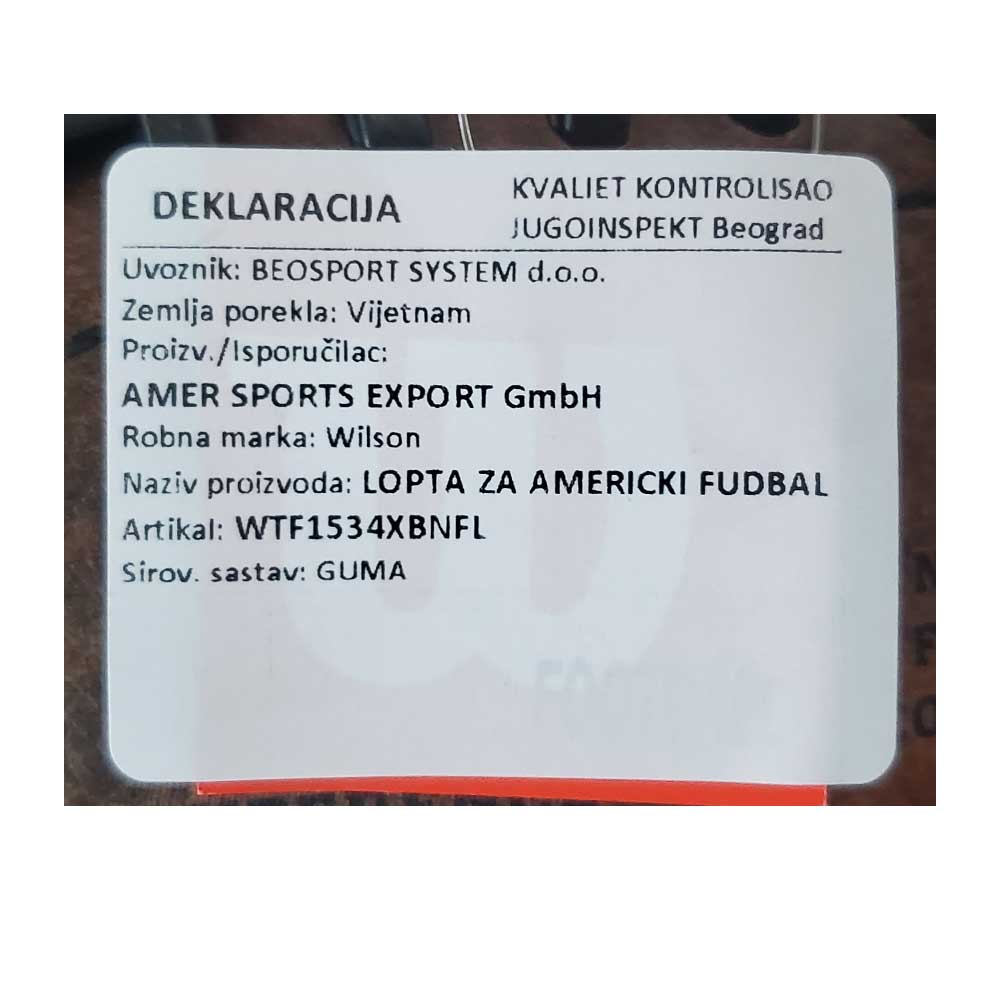 DEKLARACIJA
KVALIET KONTROLISAO
JUGOINSPEKT Beograd
Uvoznik: BEOSPORT SYSTEM d.o.o.
Zemlja porekla: Vijetnam
Proizv./Isporučilac:
AMER SPORTS EXPORT GmbH
Robna marka: Wilson
Naziv proizvoda: LOPTA ZA AMERICKI FUDBAL
Artikal: WTF1534XBNFL
Sirov. sastav: GUMA